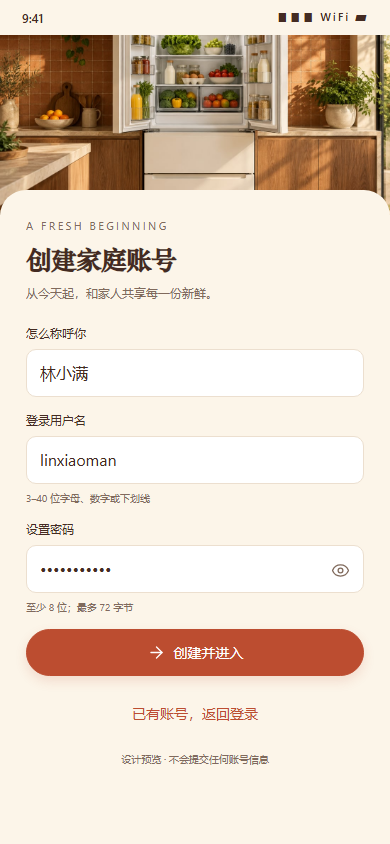 9:41
WiFi
A FRESH BEGINNING
创建家庭账号
从今天起，和家人共享每一份新鲜。
怎么称呼你
林小满
登录用户名
linxiaoman
3–40 位字母、数字或下划线
设置密码
•••••••••••
至少 8 位；最多 72 字节
创建并进入
已有账号，返回登录
设计预览 · 不会提交任何账号信息